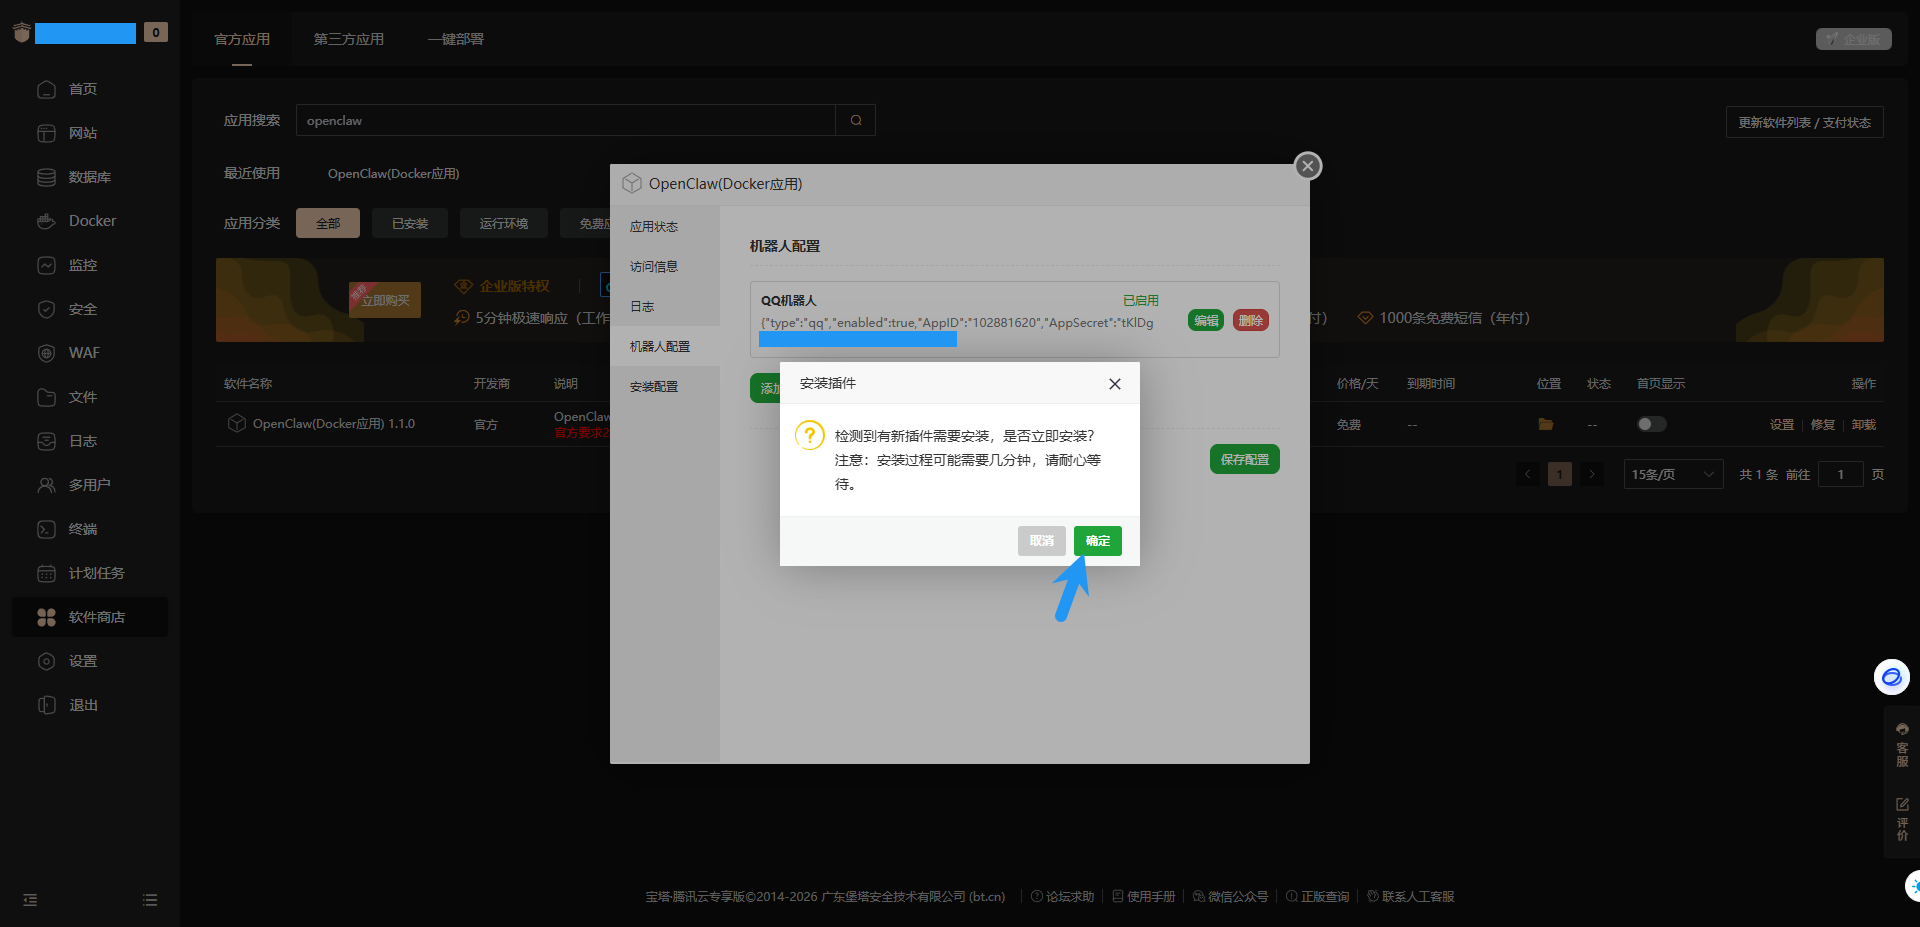 0
首页
网站
数据库
Docker
监控
安全
WAF
文件
日志
多用户
终端
计划任务
软件商店
设置
退出
官方应用
第三方应用
一键部署
企业版
应用搜索
openclaw
更新软件列表 / 支付状态
最近使用
OpenClaw(Docker应用)
应用分类
全部
已安装
运行环境
免费应
推荐
立即购买
企业版特权
5分钟极速响应（工作
付）
1000条免费短信（年付）
软件名称
开发商
说明
价格/天
到期时间
位置
状态
首页显示
操作
OpenClaw(Docker应用) 1.1.0
官方
OpenClaw
官方要求2
免费
--
--
设置
修复
卸载
1
15条/页
共 1 条
前往
1
页
OpenClaw(Docker应用)
应用状态
访问信息
日志
机器人配置
安装配置
机器人配置
QQ机器人
已启用
{"type":"qq","enabled":true,"AppID":"102881620","AppSecret":"tKlDg
编辑
删除
添加
保存配置
安装插件
检测到有新插件需要安装，是否立即安装？
注意：安装过程可能需要几分钟，请耐心等
待。
取消
确定
客服
评价
宝塔·腾讯云专享版©2014-2026 广东堡塔安全技术有限公司 (bt.cn)
论坛求助
使用手册
微信公众号
正版查询
联系人工客服